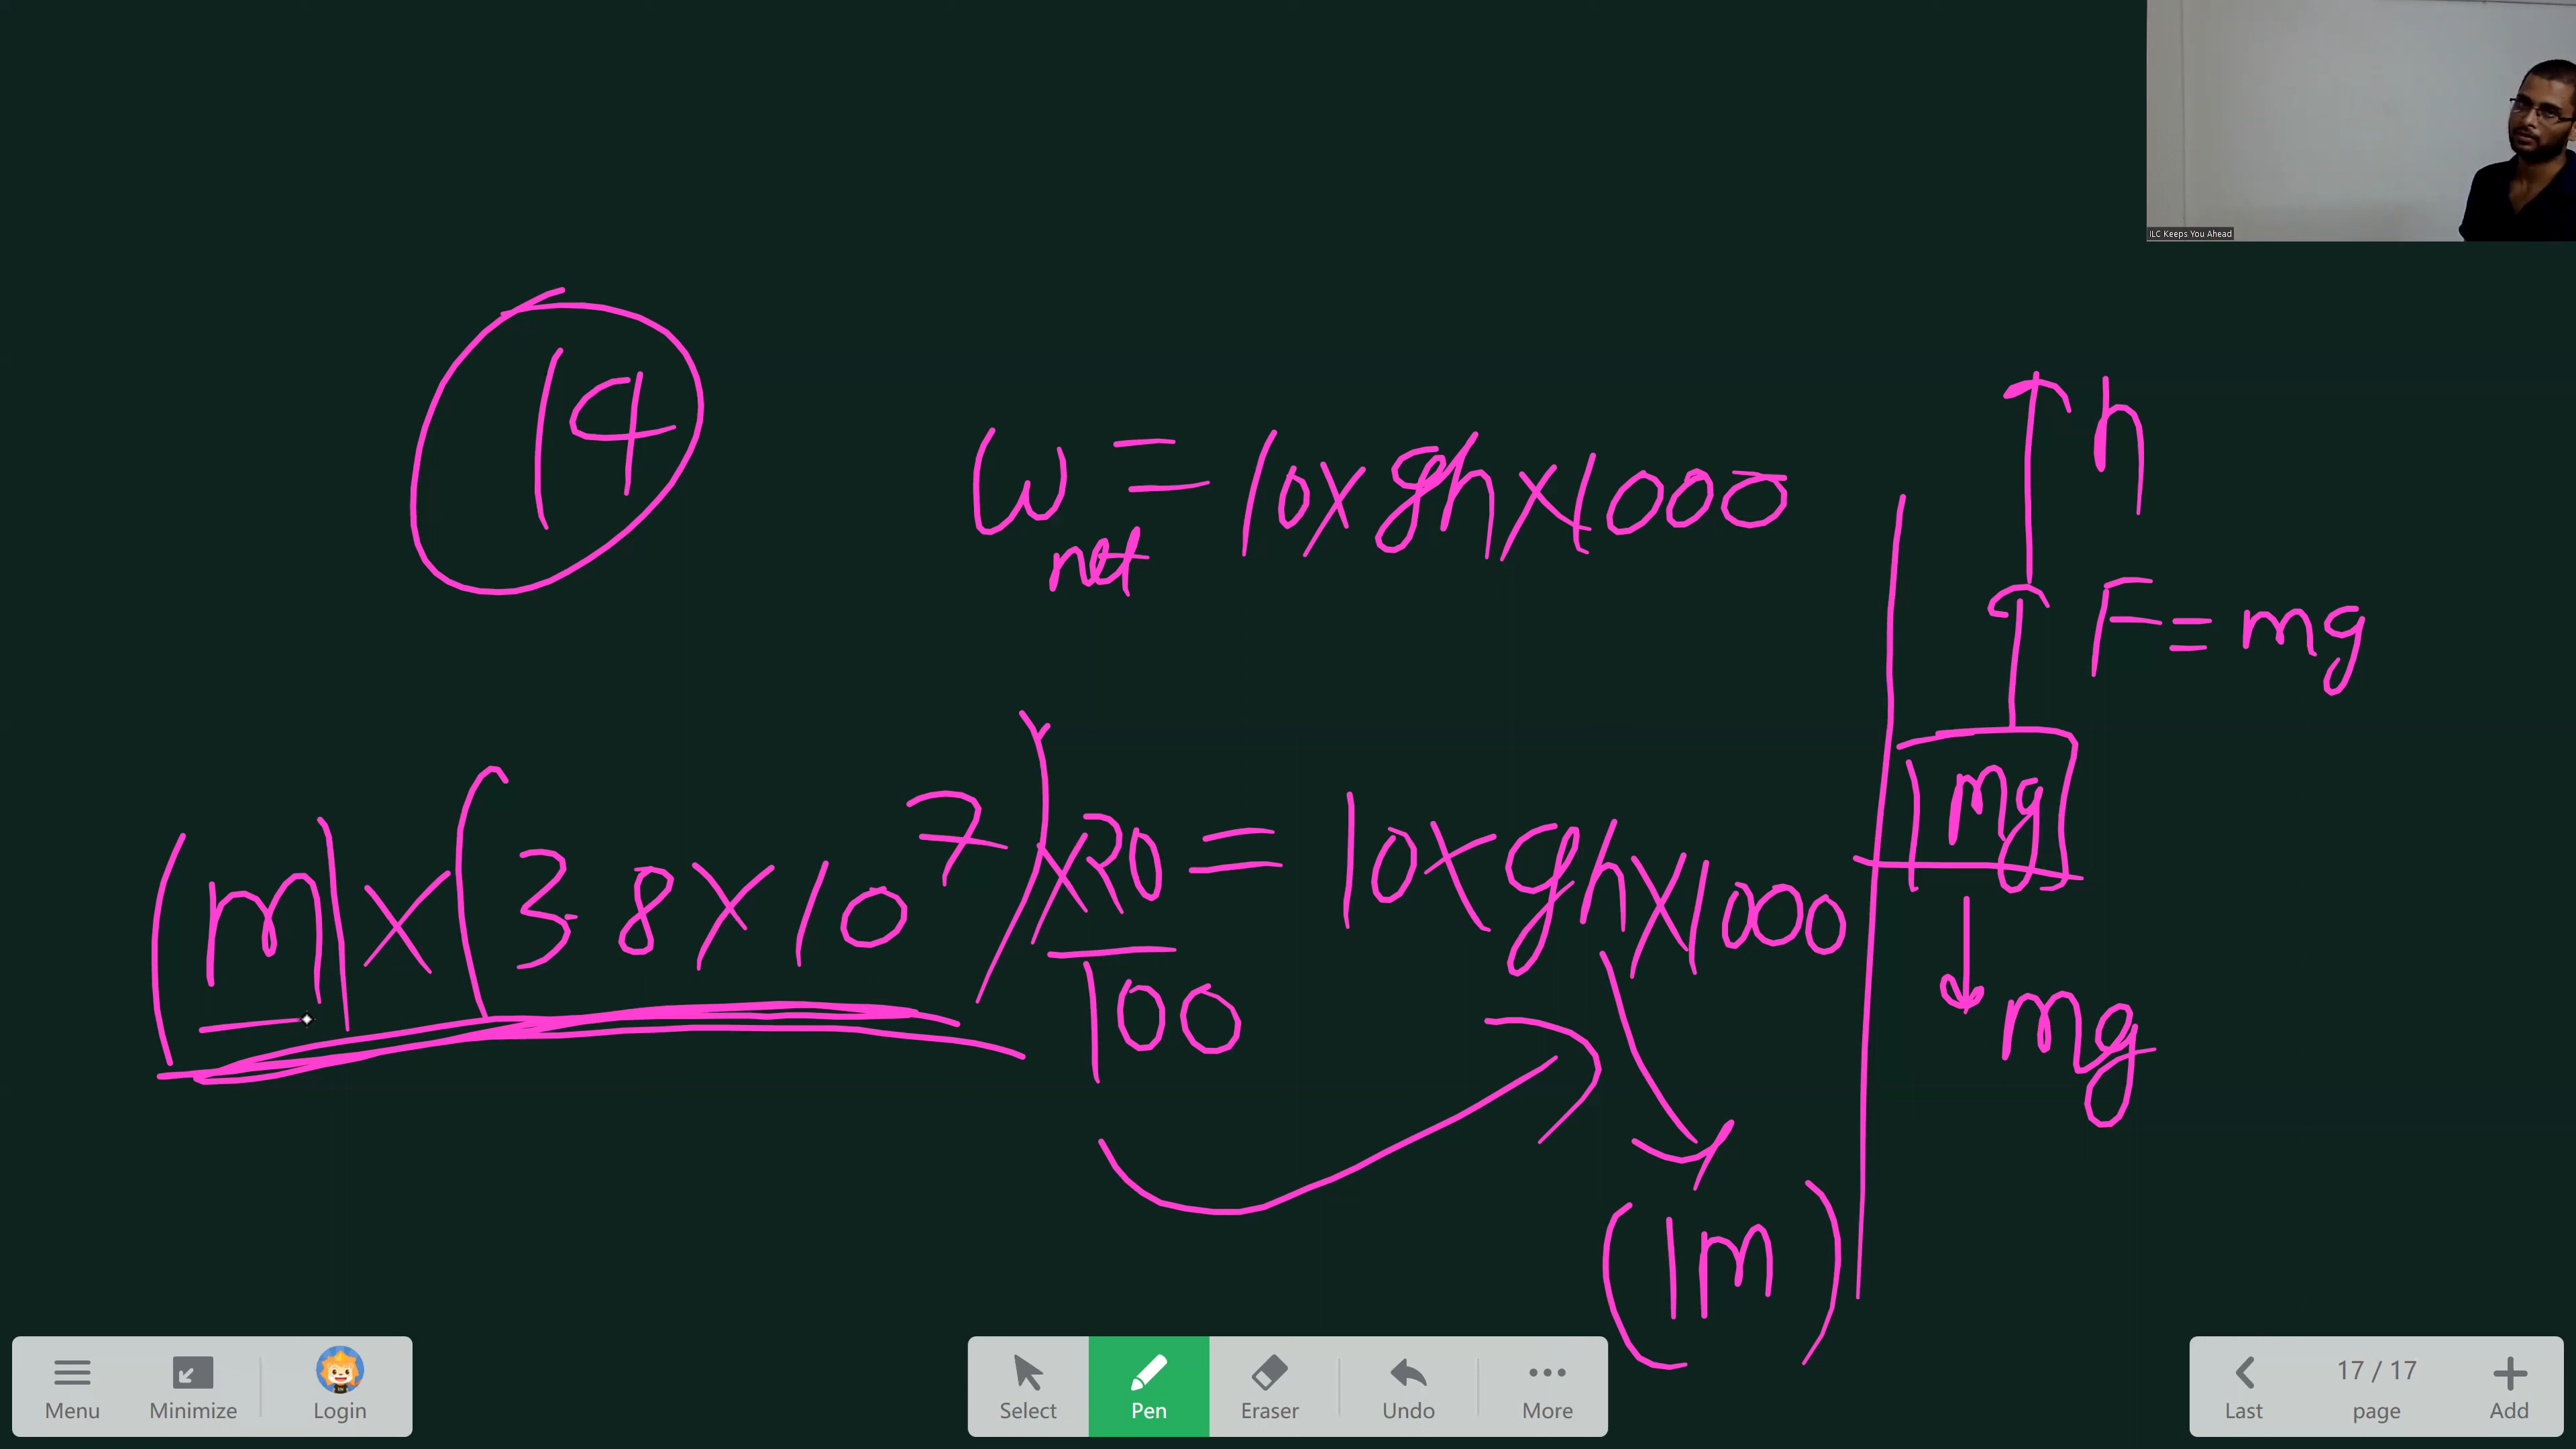 ILC Keeps You Ahead
14
W net = 10 x gh x 1000
h
F = mg
mg
(m) x (3.8 x 10^7) x 20/100 = 10 x gh x 1000
mg
(1m)
Menu Minimize Login
Select Pen Eraser Undo More
17 / 17
Last page Add